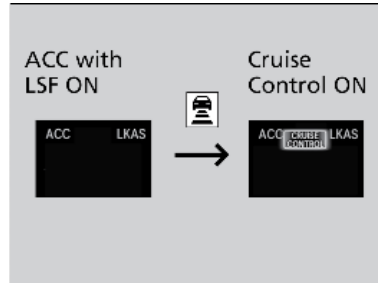 ACC with
LSF ON
Cruise
Control ON
ACC LKAS
ACC CRUISE CONTROL LKAS